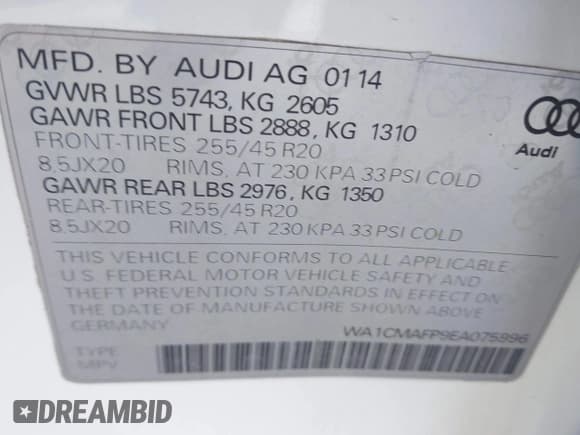 MFD. BY AUDI AG 01 14
GVWR LBS 5743, KG 2605
GAWR FRONT LBS 2888, KG 1310
FRONT-TIRES 255/45 R20
8,5JX20 RIMS, AT 230 KPA 33 PSI COLD
GAWR REAR LBS 2976, KG 1350
REAR-TIRES 255/45 R20
8.5JX20 RIMS, AT 230 KPA 33 PSI COLD
Audi
THIS VEHICLE CONFORMS TO ALL APPLICABLE
U.S. FEDERAL MOTOR VEHICLE SAFETY AND
THEFT PREVENTION STANDARDS IN EFFECT ON
THE DATE OF MANUFACTURE SHOWN ABOVE
GERMANY
WA1CMAFP9EA075996
TYPE
MPV
DREAMBID